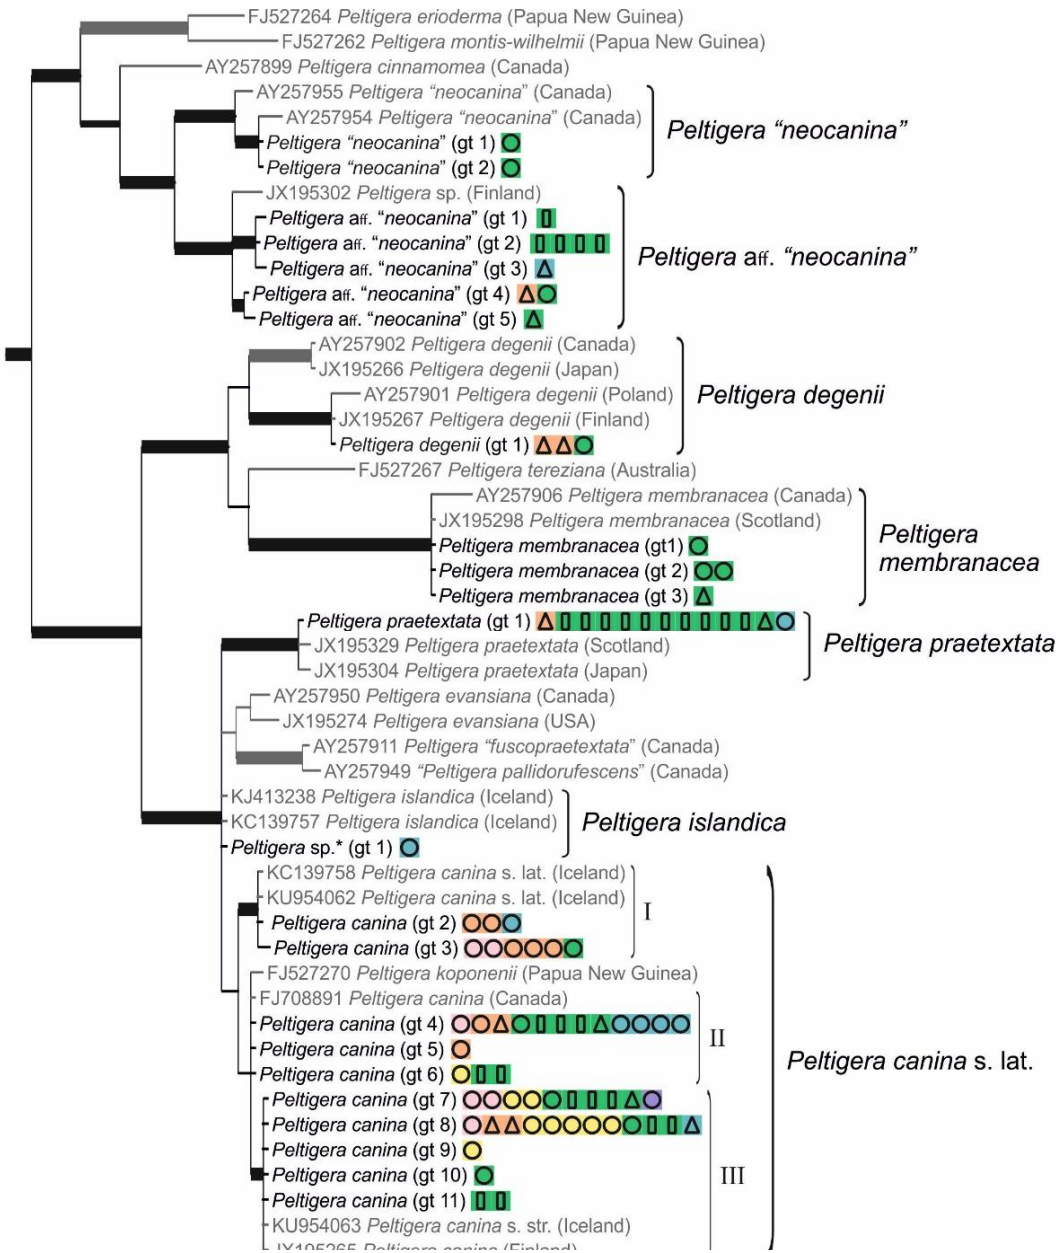 FJ527264 Peltigera erioderma (Papua New Guinea)
FJ527262 Peltigera montis-wilhelmii (Papua New Guinea)
AY257899 Peltigera cinnamomea (Canada)
AY257955 Peltigera “neocanina” (Canada)
AY257954 Peltigera “neocanina” (Canada)
Peltigera “neocanina” (gt 1)
Peltigera “neocanina” (gt 2)
Peltigera “neocanina”
JX195302 Peltigera sp. (Finland)
Peltigera aff. “neocanina” (gt 1)
Peltigera aff. “neocanina” (gt 2)
Peltigera aff. “neocanina” (gt 3)
Peltigera aff. “neocanina” (gt 4)
Peltigera aff. “neocanina” (gt 5)
Peltigera aff. “neocanina”
AY257902 Peltigera degenii (Canada)
JX195266 Peltigera degenii (Japan)
AY257901 Peltigera degenii (Poland)
JX195267 Peltigera degenii (Finland)
Peltigera degenii (gt 1)
Peltigera degenii
FJ527267 Peltigera tereziana (Australia)
AY257906 Peltigera membranacea (Canada)
JX195298 Peltigera membranacea (Scotland)
Peltigera membranacea (gt1)
Peltigera membranacea (gt 2)
Peltigera membranacea (gt 3)
Peltigera
membranacea
Peltigera praetextata (gt 1)
JX195329 Peltigera praetextata (Scotland)
JX195304 Peltigera praetextata (Japan)
Peltigera praetextata
AY257950 Peltigera evansiana (Canada)
JX195274 Peltigera evansiana (USA)
AY257911 Peltigera “fuscopraetextata” (Canada)
AY257949 “Peltigera pallidorufescens” (Canada)
KJ413238 Peltigera islandica (Iceland)
KC139757 Peltigera islandica (Iceland)
Peltigera sp.* (gt 1)
Peltigera islandica
KC139758 Peltigera canina s. lat. (Iceland)
KU954062 Peltigera canina s. lat. (Iceland)
Peltigera canina (gt 2)
Peltigera canina (gt 3)
I
FJ527270 Peltigera koponenii (Papua New Guinea)
FJ708891 Peltigera canina (Canada)
Peltigera canina (gt 4)
Peltigera canina (gt 5)
Peltigera canina (gt 6)
II
Peltigera canina (gt 7)
Peltigera canina (gt 8)
Peltigera canina (gt 9)
Peltigera canina (gt 10)
Peltigera canina (gt 11)
KU954063 Peltigera canina s. str. (Iceland)
JX195265 Peltigera canina (Finland)
III
Peltigera canina s. lat.